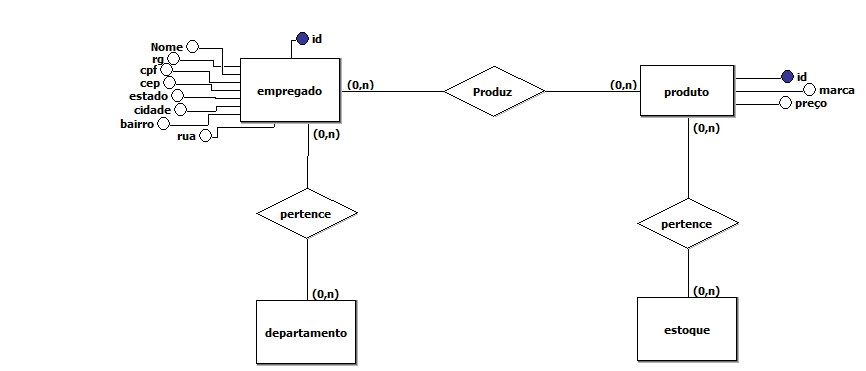 id
Nome
rg
cpf
cep
estado
cidade
bairro
rua
empregado
(0,n)
Produz
(0,n)
produto
id
marca
preço
(0,n)
(0,n)
pertence
pertence
(0,n)
(0,n)
departamento
estoque